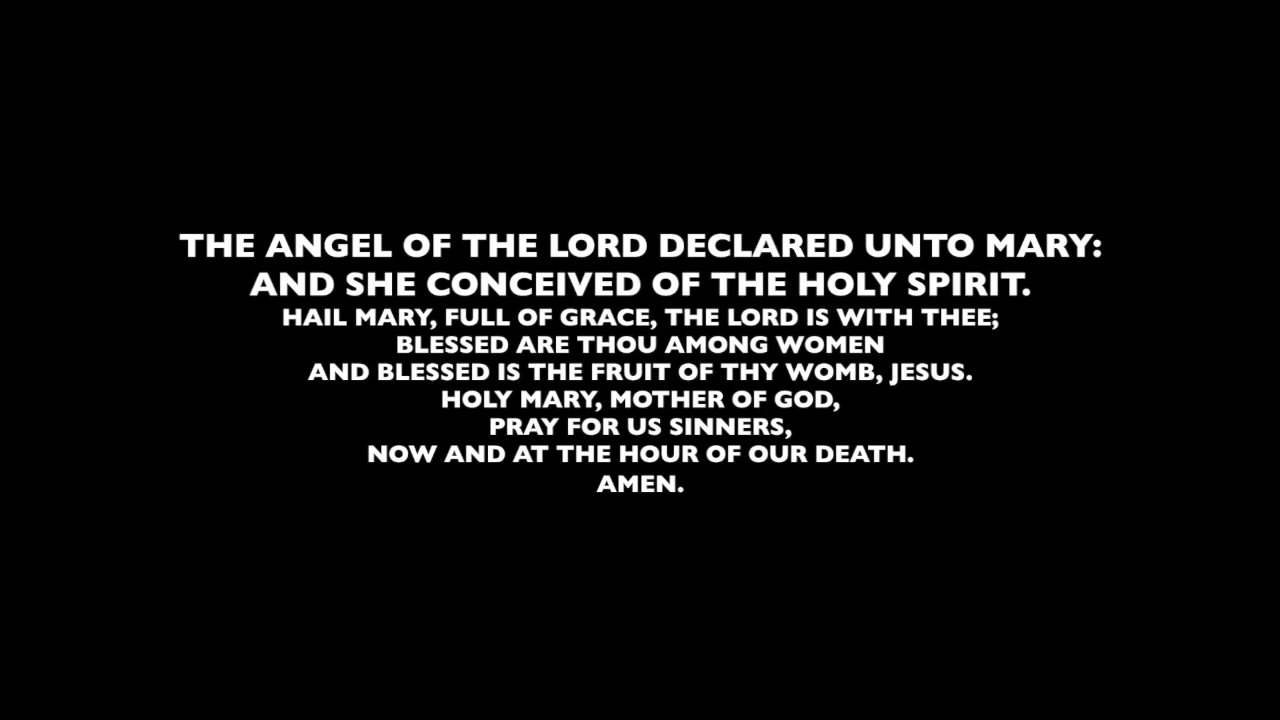 THE ANGEL OF THE LORD DECLARED UNTO MARY:
AND SHE CONCEIVED OF THE HOLY SPIRIT.
HAIL MARY, FULL OF GRACE, THE LORD IS WITH THEE;
BLESSED ARE THOU AMONG WOMEN
AND BLESSED IS THE FRUIT OF THY WOMB, JESUS.
HOLY MARY, MOTHER OF GOD,
PRAY FOR US SINNERS,
NOW AND AT THE HOUR OF OUR DEATH.
AMEN.